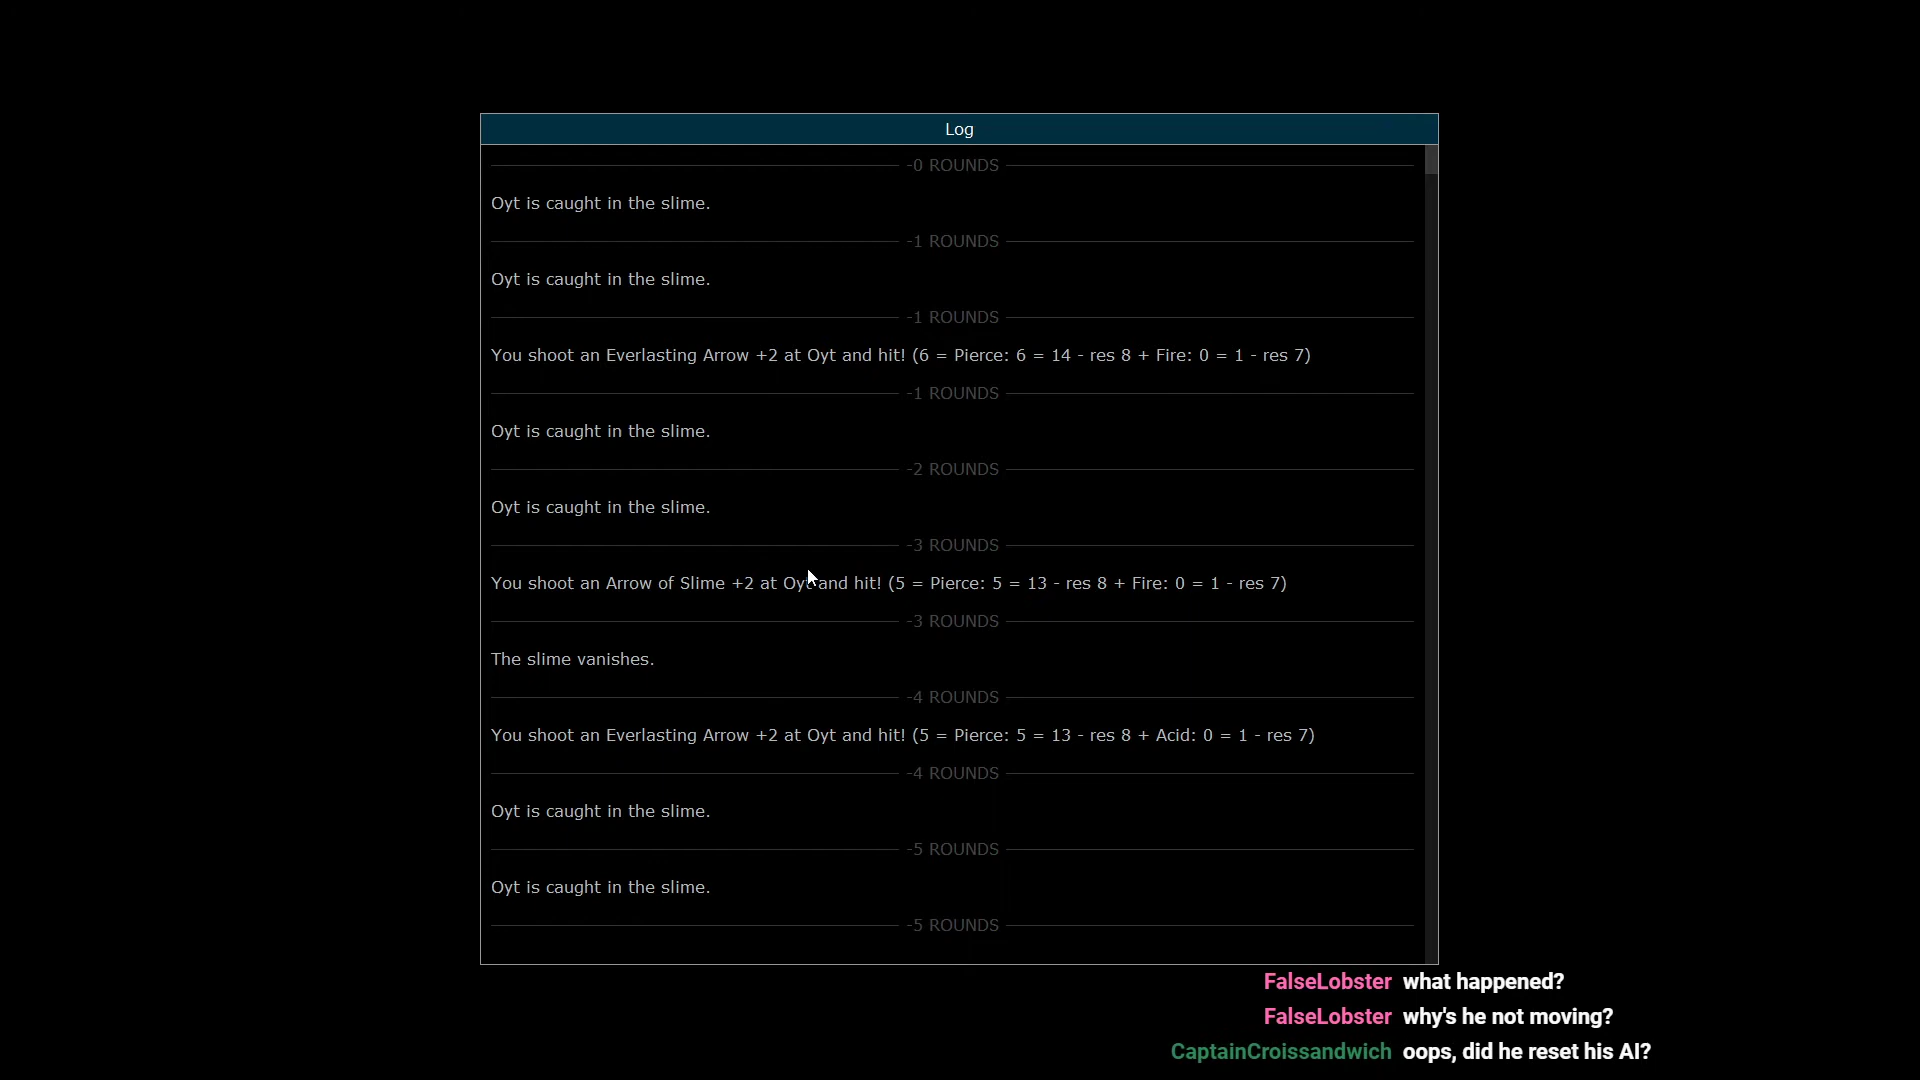 Log
-0 ROUNDS
Oyt is caught in the slime.
-1 ROUNDS
Oyt is caught in the slime.
-1 ROUNDS
You shoot an Everlasting Arrow +2 at Oyt and hit! (6 = Pierce: 6 = 14 - res 8 + Fire: 0 = 1 - res 7)
-1 ROUNDS
Oyt is caught in the slime.
-2 ROUNDS
Oyt is caught in the slime.
-3 ROUNDS
You shoot an Arrow of Slime +2 at Oyt and hit! (5 = Pierce: 5 = 13 - res 8 + Fire: 0 = 1 - res 7)
-3 ROUNDS
The slime vanishes.
-4 ROUNDS
You shoot an Everlasting Arrow +2 at Oyt and hit! (5 = Pierce: 5 = 13 - res 8 + Acid: 0 = 1 - res 7)
-4 ROUNDS
Oyt is caught in the slime.
-5 ROUNDS
Oyt is caught in the slime.
-5 ROUNDS
FalseLobster what happened?
FalseLobster why's he not moving?
CaptainCroissandwich oops, did he reset his AI?